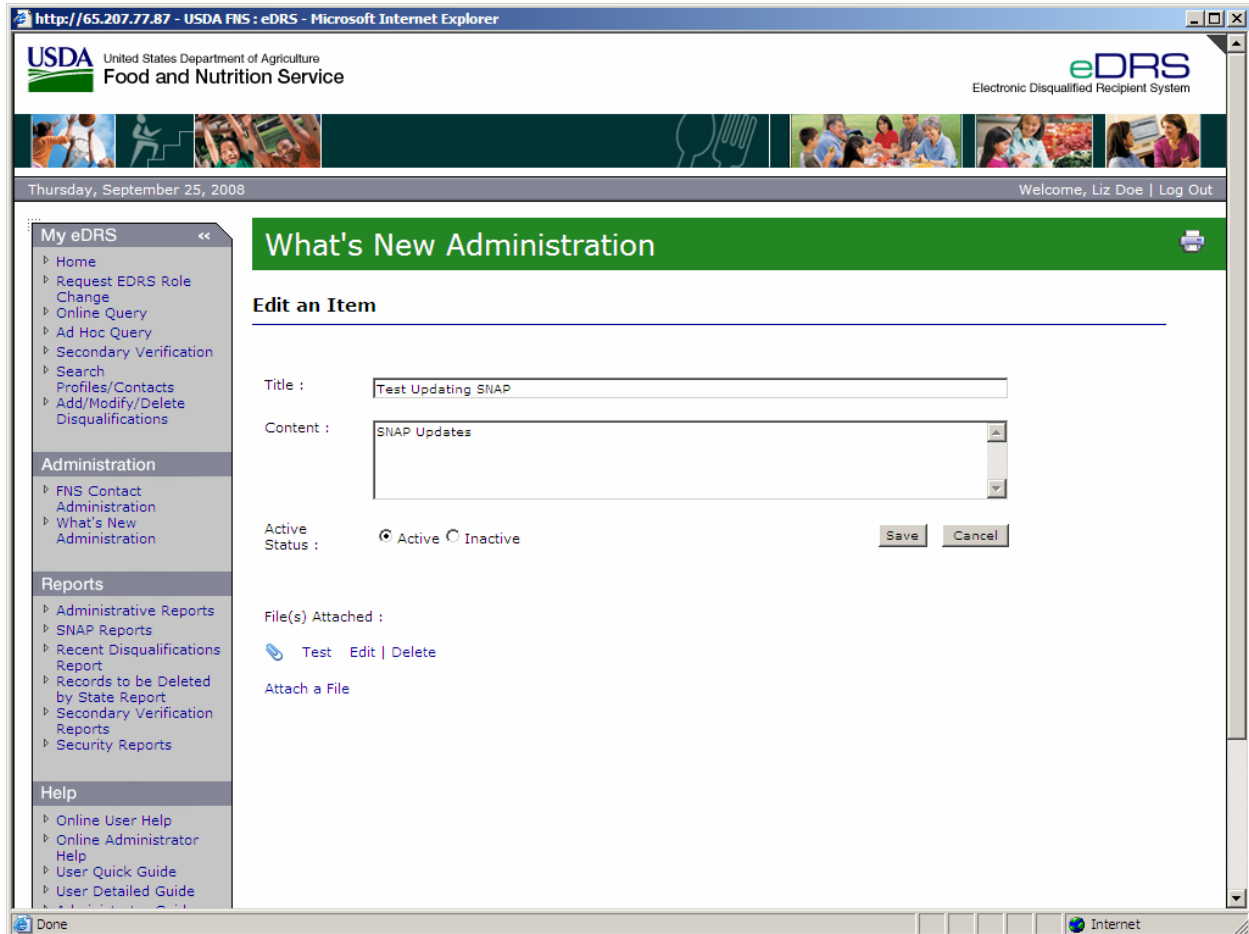 http://65.207.77.87 - USDA FNS : eDRS - Microsoft Internet Explorer
USDA United States Department of Agriculture
Food and Nutrition Service
eDRS
Electronic Disqualified Recipient System
Thursday, September 25, 2008
Welcome, Liz Doe | Log Out
My eDRS <<
Home
Request EDRS Role
Change
Online Query
Ad Hoc Query
Secondary Verification
Search
Profiles/Contacts
Add/Modify/Delete
Disqualifications
Administration
FNS Contact
Administration
What's New
Administration
Reports
Administrative Reports
SNAP Reports
Recent Disqualifications
Report
Records to be Deleted
by State Report
Secondary Verification
Reports
Security Reports
Help
Online User Help
Online Administrator
Help
User Quick Guide
User Detailed Guide
What's New Administration
Edit an Item
Title : Test Updating SNAP
Content : SNAP Updates
Active
Status : Active Inactive Save Cancel
File(s) Attached :
Test Edit | Delete
Attach a File
Done Internet